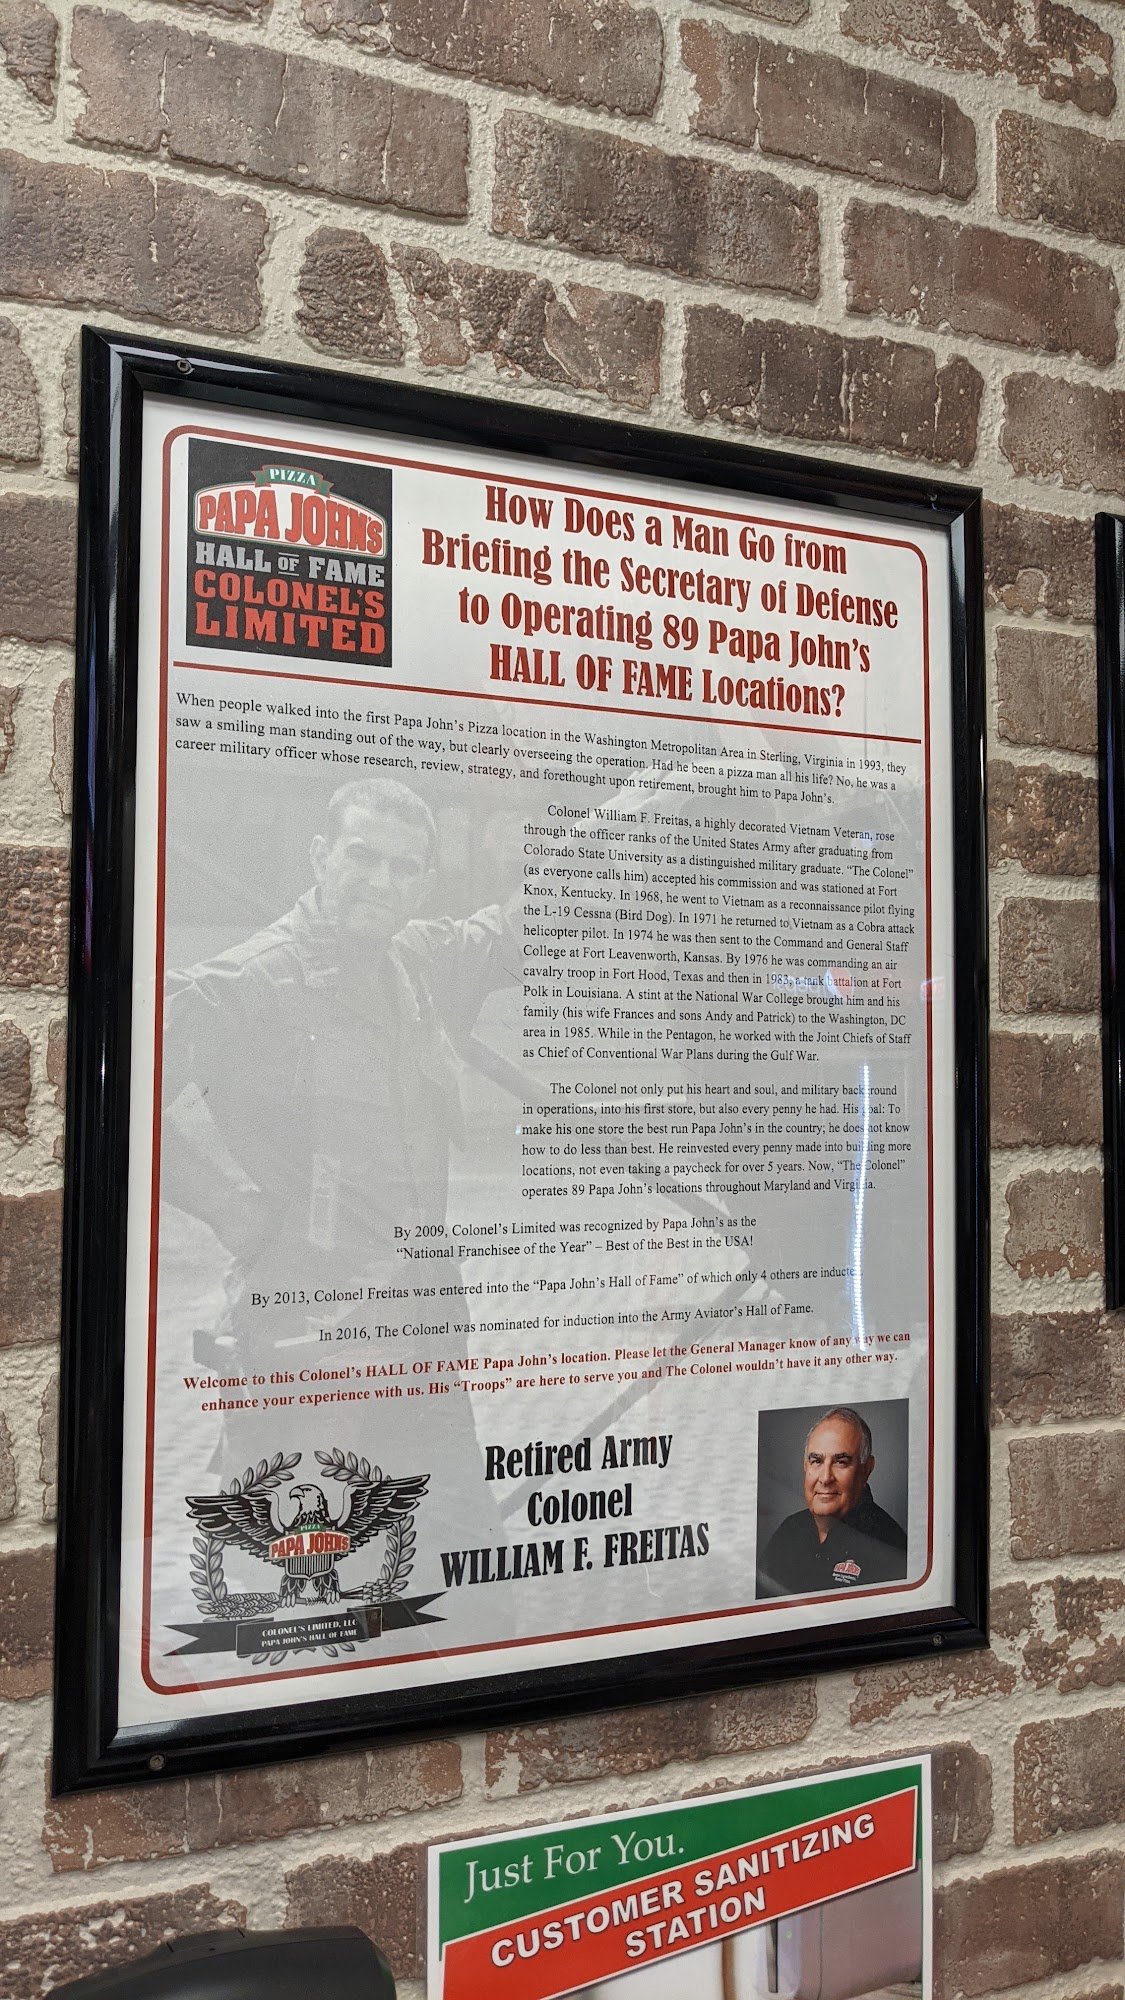 PIZZA
PAPA JOHN'S
HALL OF FAME
COLONEL'S
LIMITED
How Does a Man Go from
Briefing the Secretary of Defense
to Operating 89 Papa John's
HALL OF FAME Locations?
When people walked into the first Papa John's Pizza location in the Washington Metropolitan Area in Sterling, Virginia in 1993, they
saw a smiling man standing out of the way, but clearly overseeing the operation. Had he been a pizza man all his life? No, he was a
career military officer whose research, review, strategy, and forethought upon retirement, brought him to Papa John's.
Colonel William F. Freitas, a highly decorated Vietnam Veteran, rose
through the officer ranks of the United States Army after graduating from
Colorado State University as a distinguished military graduate. "The Colonel"
(as everyone calls him) accepted his commission and was stationed at Fort
Knox, Kentucky. In 1968, he went to Vietnam as a reconnaissance pilot flying
the L-19 Cessna (Bird Dog). In 1971 he returned to Vietnam as a Cobra attack
helicopter pilot. In 1974 he was then sent to the Command and General Staff
College at Fort Leavenworth, Kansas. By 1976 he was commanding an air
cavalry troop in Fort Hood, Texas and then in 1983, a tank battalion at Fort
Polk in Louisiana. A stint at the National War College brought him and his
family (his wife Frances and sons Andy and Patrick) to the Washington, DC
area in 1985. While in the Pentagon, he worked with the Joint Chiefs of Staff
as Chief of Conventional War Plans during the Gulf War.
The Colonel not only put his heart and soul, and military background
in operations, into his first store, but also every penny he had. His goal: To
make his one store the best run Papa John's in the country; he does not know
how to do less than best. He reinvested every penny made into building more
locations, not even taking a paycheck for over 5 years. Now, "The Colonel"
operates 89 Papa John's locations throughout Maryland and Virginia.
By 2009, Colonel's Limited was recognized by Papa John's as the
"National Franchisee of the Year" – Best of the Best in the USA!
By 2013, Colonel Freitas was entered into the "Papa John's Hall of Fame" of which only 4 others are inducted.
In 2016, The Colonel was nominated for induction into the Army Aviator's Hall of Fame.
Welcome to this Colonel's HALL OF FAME Papa John's location. Please let the General Manager know of any way we can
enhance your experience with us. His "Troops" are here to serve you and The Colonel wouldn't have it any other way.
PIZZA
PAPA JOHN'S
COLONEL'S LIMITED, LLC
PAPA JOHN'S HALL OF FAME
Retired Army
Colonel
WILLIAM F. FREITAS
Just For You.
CUSTOMER SANITIZING
STATION